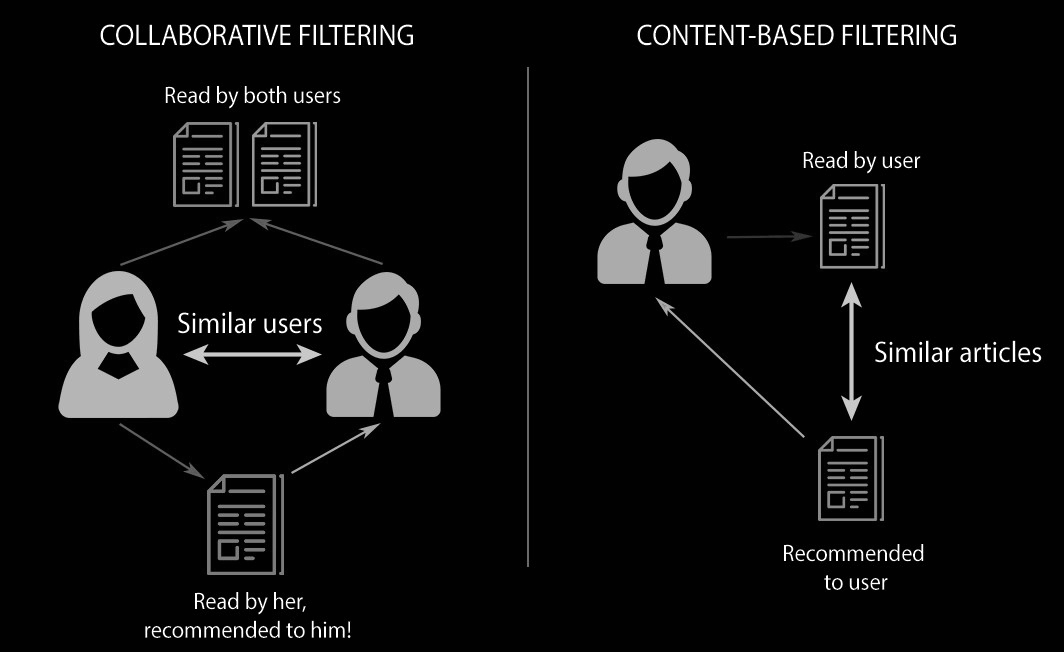 COLLABORATIVE FILTERING
Read by both users
Similar users
Read by her,
recommended to him!
CONTENT-BASED FILTERING
Read by user
Similar articles
Recommended
to user